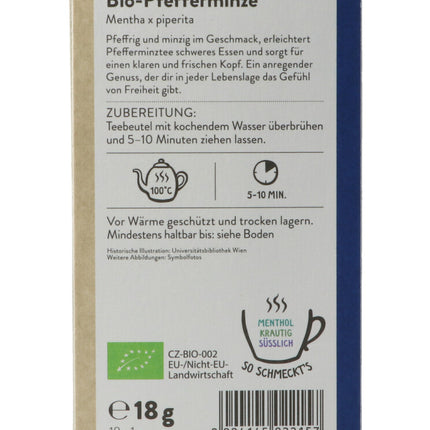 Bio-Pfefferminze
Mentha x piperita
Pfeffrig und minzig im Geschmack, erleichtert
Pfefferminztee schweres Essen und sorgt für
einen klaren und frischen Kopf. Ein anregender
Genuss, der dir in jeder Lebenslage das Gefühl
von Freiheit gibt.
ZUBEREITUNG:
Teebeutel mit kochendem Wasser überbrühen
und 5–10 Minuten ziehen lassen.
100°C
5-10 MIN.
Vor Wärme geschützt und trocken lagern.
Mindestens haltbar bis: siehe Boden
Historische Illustration: Universitätsbibliothek Wien
Weitere Abbildungen: Symbolfotos
MENTHOL
KRAUTIG
SÜSSLICH
SO SCHMECKT'S
CZ-BIO-002
EU-/Nicht-EU-
Landwirtschaft
℮ 18 g